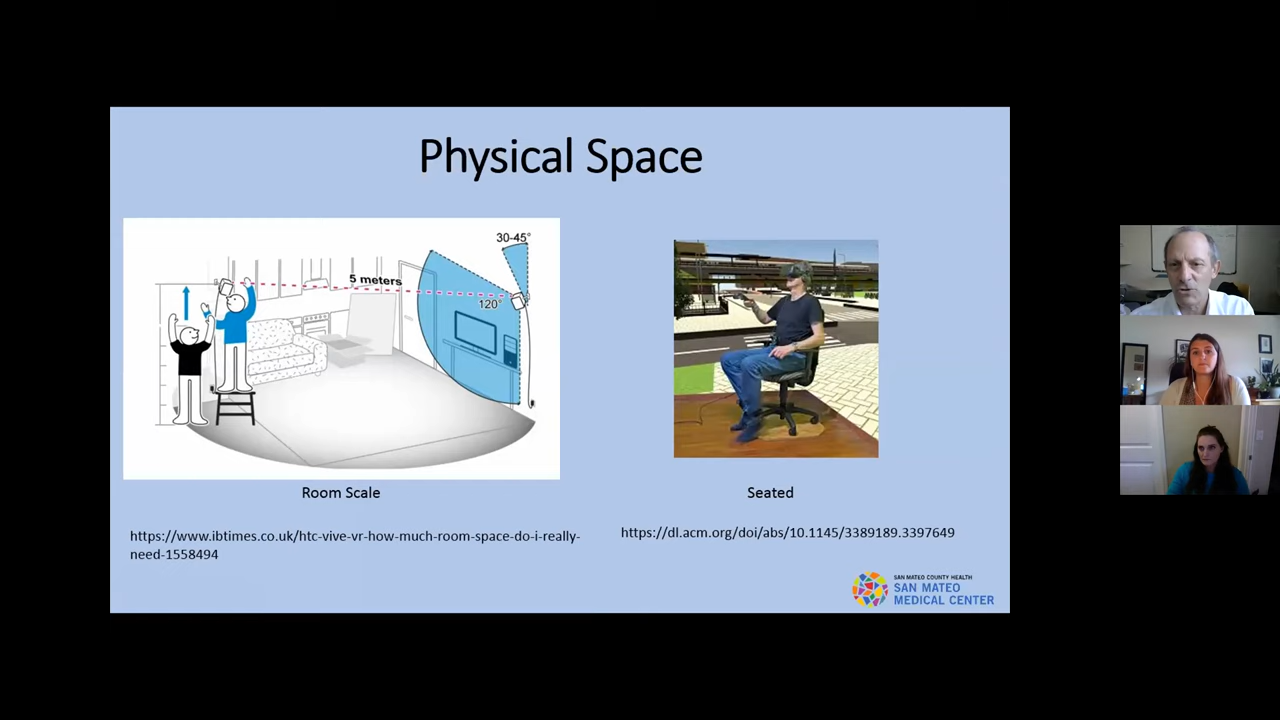 Physical Space
30-45°
5 meters
120°
Room Scale
Seated
https://www.ibtimes.co.uk/htc-vive-vr-how-much-room-space-do-i-really-
need-1558494
https://dl.acm.org/doi/abs/10.1145/3389189.3397649
SAN MATEO COUNTY HEALTH
SAN MATEO
MEDICAL CENTER